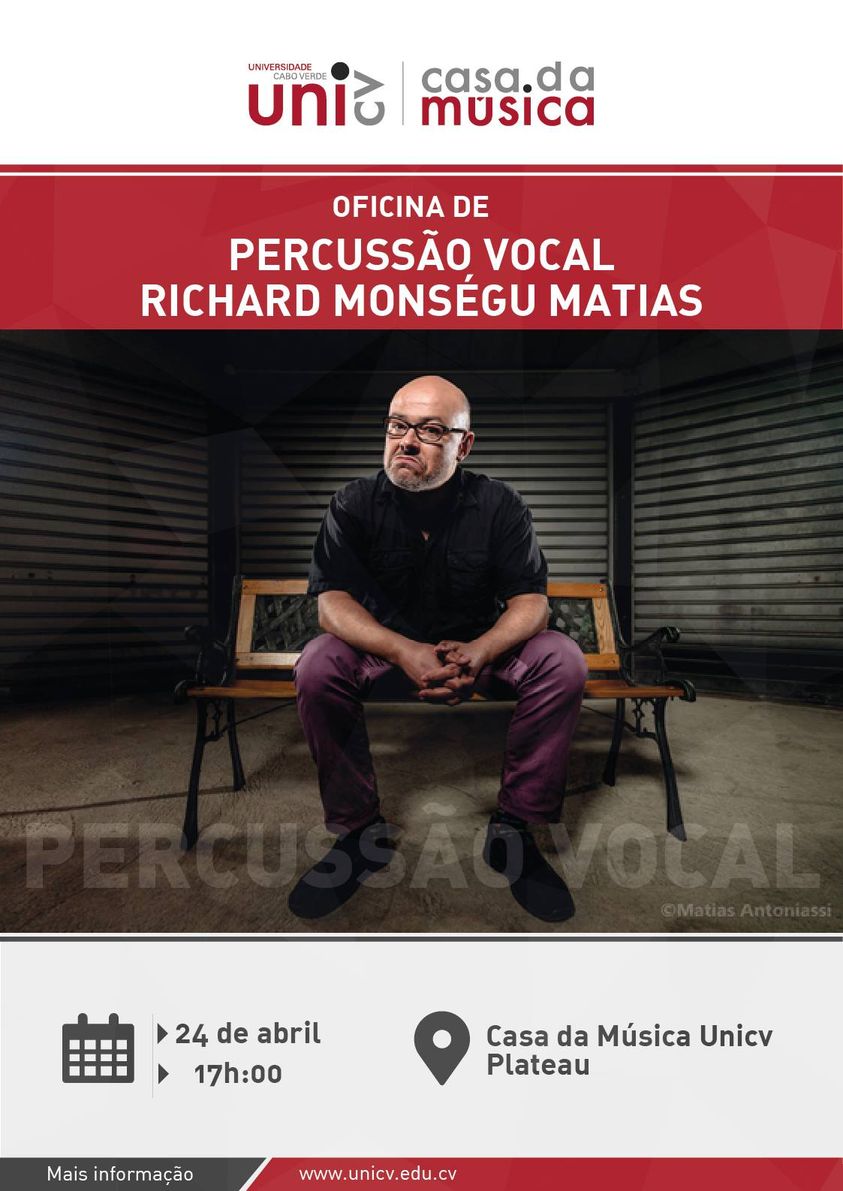 UNIVERSIDADE
CABO VERDE
uni cv
casa.da
música
OFICINA DE
PERCUSSÃO VOCAL
RICHARD MONSÉGU MATIAS
PERCUSSÃO VOCAL
©Matias Antoniassi
24 de abril
17h:00
Casa da Música Unicv
Plateau
Mais informação
www.unicv.edu.cv